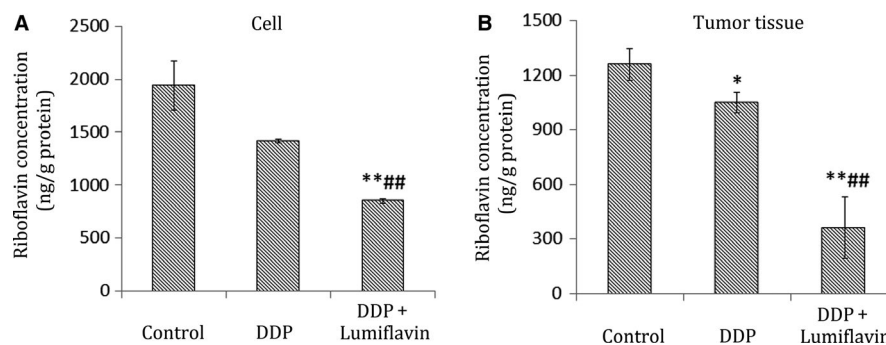 A
Cell
Riboflavin concentration
(ng/g protein)
2500
2000
1500
1000
500
0
**##
Control
DDP
DDP +
Lumiflavin
B
Tumor tissue
Riboflavin concentration
(ng/g protein)
1500
1200
900
600
300
0
*
**##
Control
DDP
DDP +
Lumiflavin